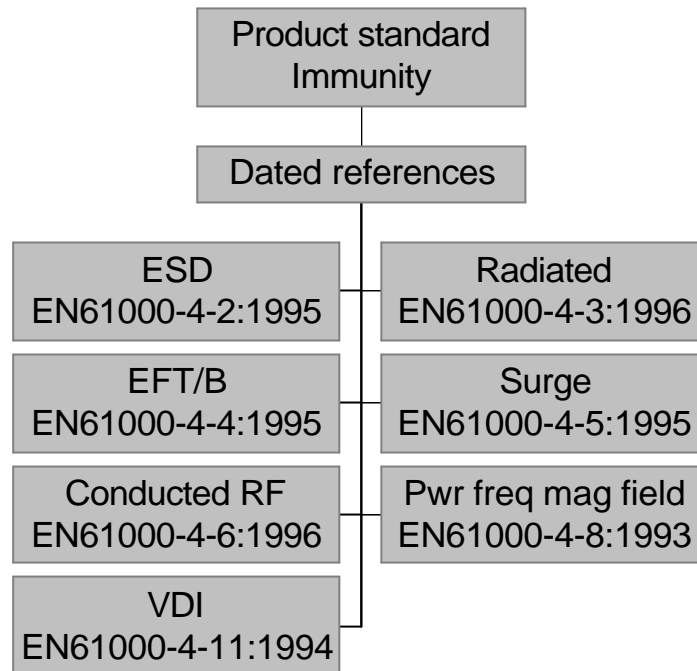 Product standard
Immunity
Dated references
ESD
EN61000-4-2:1995
Radiated
EN61000-4-3:1996
EFT/B
EN61000-4-4:1995
Surge
EN61000-4-5:1995
Conducted RF
EN61000-4-6:1996
Pwr freq mag field
EN61000-4-8:1993
VDI
EN61000-4-11:1994